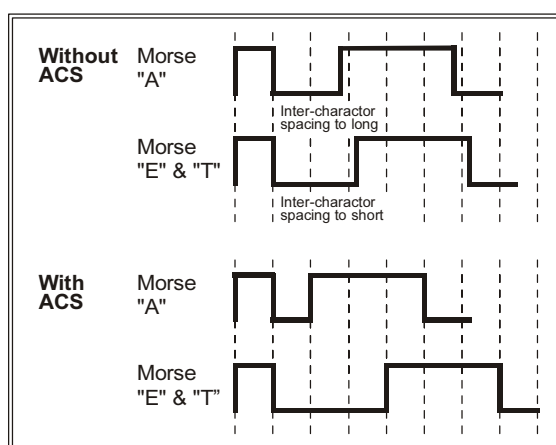 Without ACS
Morse "A"
Inter-charactor
spacing to long
Morse "E" & "T"
Inter-charactor
spacing to short
With ACS
Morse "A"
Morse "E" & "T”